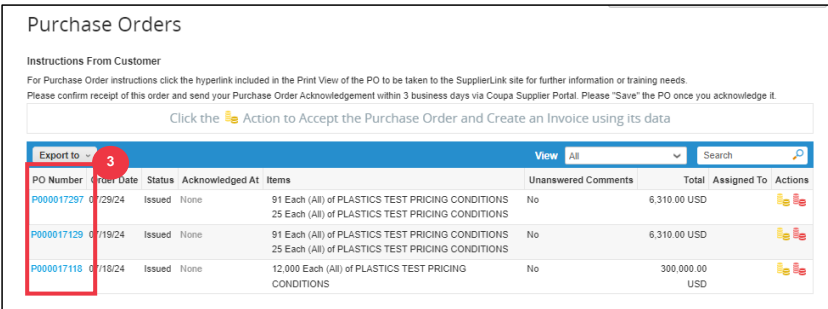 Purchase Orders
Instructions From Customer
For Purchase Order instructions click the hyperlink included in the Print View of the PO to be taken to the SupplierLink site for further information or training needs.
Please confirm receipt of this order and send your Purchase Order Acknowledgement within 3 business days via Coupa Supplier Portal. Please "Save" the PO once you acknowledge it.
Click the Action to Accept the Purchase Order and Create an Invoice using its data
Export to View All Search
3
PO Number Order Date Status Acknowledged At Items Unanswered Comments Total Assigned To Actions
P000017297 07/29/24 Issued None 91 Each (All) of PLASTICS TEST PRICING CONDITIONS No 6,310.00 USD
25 Each (All) of PLASTICS TEST PRICING CONDITIONS
P000017129 07/19/24 Issued None 91 Each (All) of PLASTICS TEST PRICING CONDITIONS No 6,310.00 USD
25 Each (All) of PLASTICS TEST PRICING CONDITIONS
P000017118 07/18/24 Issued None 12,000 Each (All) of PLASTICS TEST PRICING No 300,000.00
CONDITIONS USD